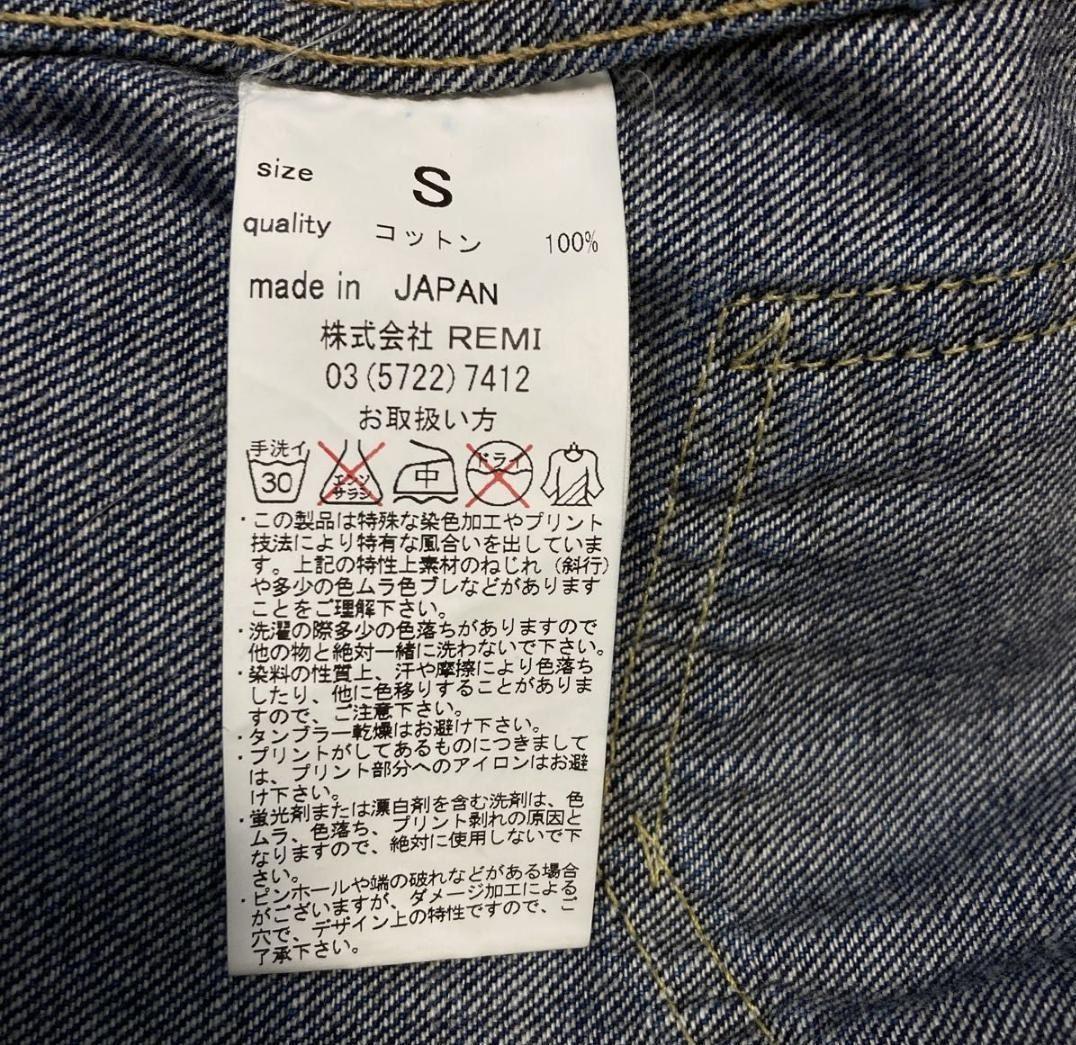 size S
quality コットン 100%
made in JAPAN
株式会社 REMI
03(5722)7412
お取扱い方
手洗イ 30 エンソサラシ 中 ドライ
・この製品は特殊な染色加工やプリント
技法により特有な風合いを出していま
す。上記の特性上素材のねじれ（斜行）
や多少の色ムラ色ブレなどがあります
ことをご理解下さい。
・洗濯の際多少の色落ちがありますので
他の物と絶対一緒に洗わないで下さい。
・染料の性質上、汗や摩擦により色落ち
したり、他に色移りすることがありま
すので、ご注意下さい。
・タンブラー乾燥はお避け下さい。
・プリントがしてあるものにつきまして
は、プリント部分へのアイロンはお避
け下さい。
・蛍光剤または漂白剤を含む洗剤は、色
ムラ、色落ち、プリント剥れの原因と
なりますので、絶対に使用しないで下
さい。
・ピンホールや端の破れなどがある場合
がございますが、ダメージ加工による
穴で、デザイン上の特性ですので、ご
了承下さい。